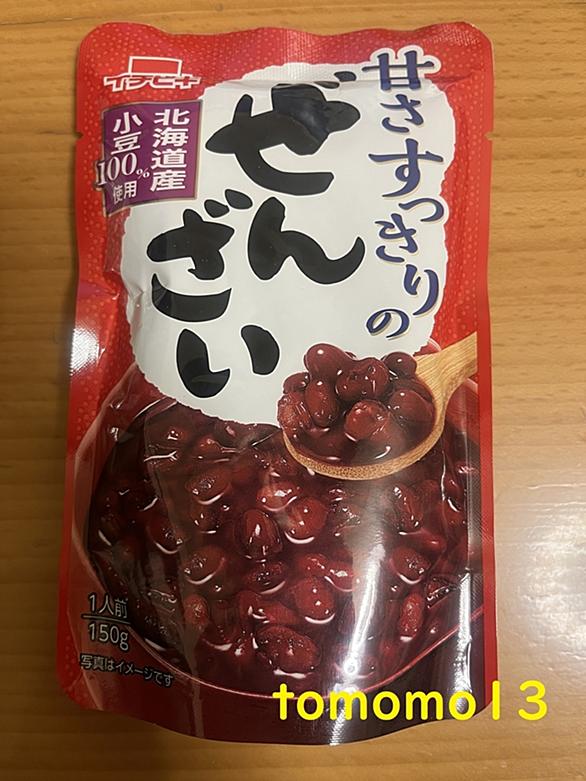 イチビキ
北海道産
小豆
100%
使用
甘さすっきりの
ぜん
ざい
1人前
150g
写真はイメージです
tomomo13